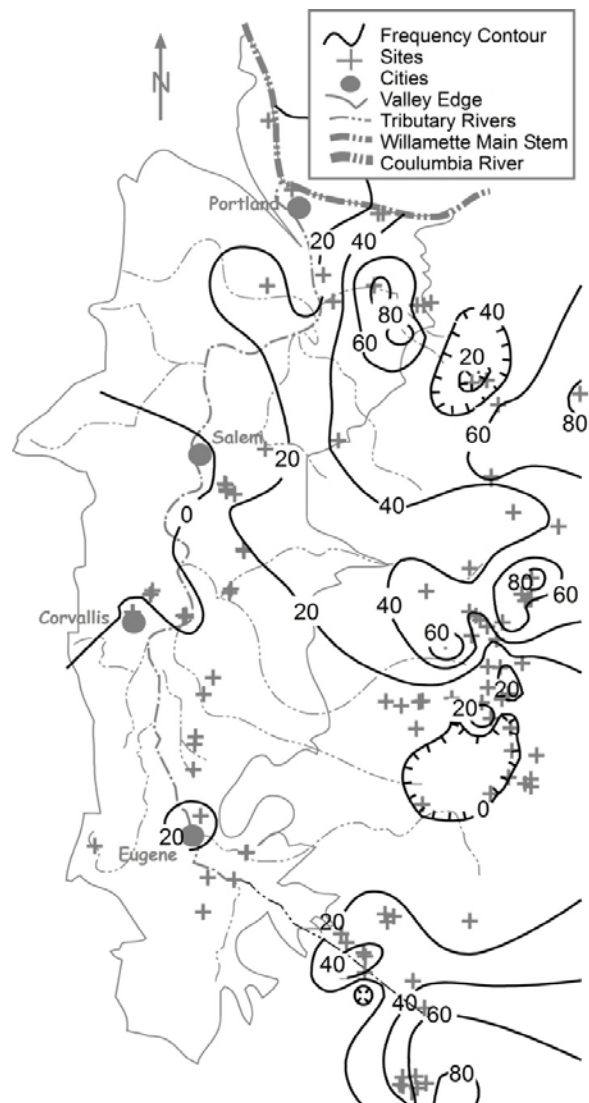 Frequency Contour
Sites
Cities
Valley Edge
Tributary Rivers
Willamette Main Stem
Coulumbia River
N
Portland
20
40
80
60
40
20
80
60
Salem
20
40
0
80
60
40
20
60
Corvallis
20
20
0
20
Eugene
20
40
40
60
80